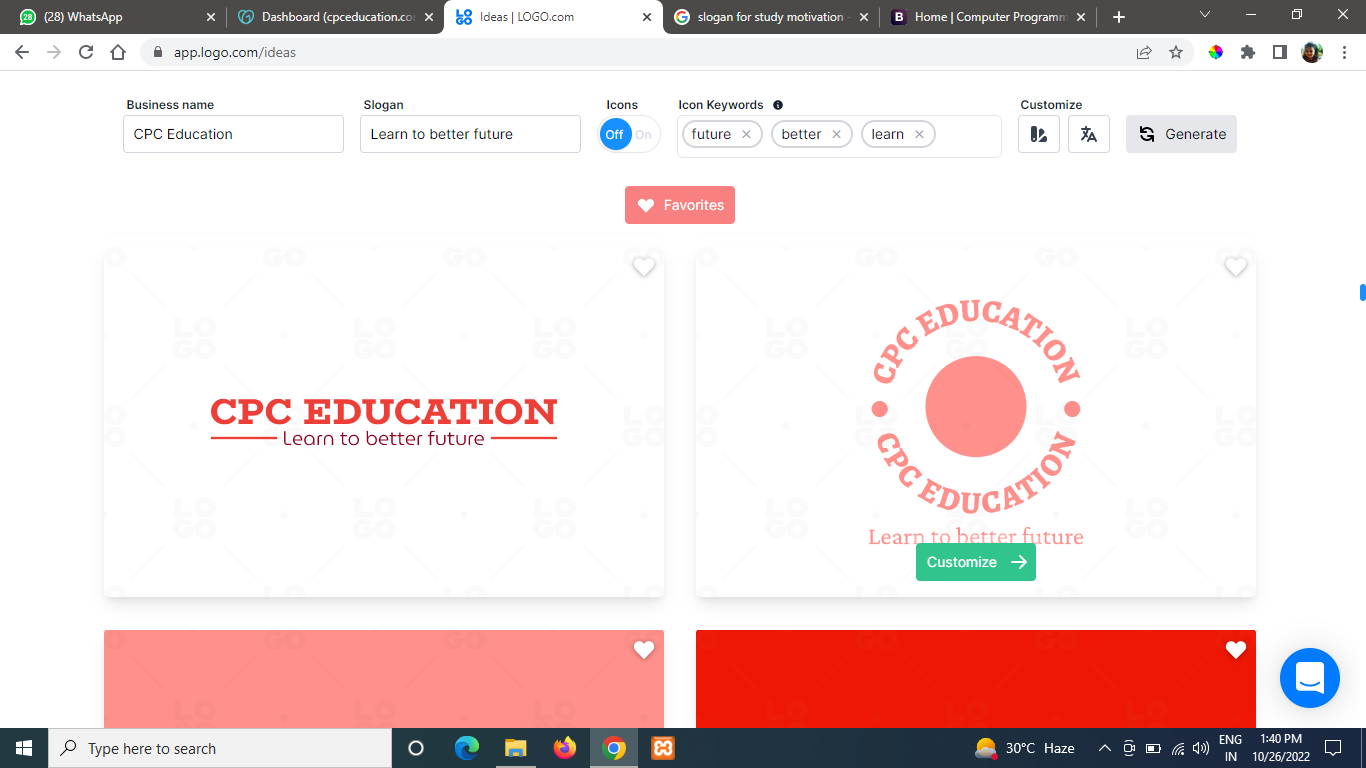 (28) WhatsApp
Dashboard (cpceducation.co
Ideas | LOGO.com
slogan for study motivation
Home | Computer Programm
app.logo.com/ideas
Business name
Slogan
Icons
Icon Keywords
Customize
CPC Education
Learn to better future
Off On
future
better
learn
Generate
Favorites
CPC EDUCATION
Learn to better future
CPC EDUCATION
CPC EDUCATION
Learn to better future
Customize
LOGO
Type here to search
30°C Haze
ENG
IN
1:40 PM
10/26/2022